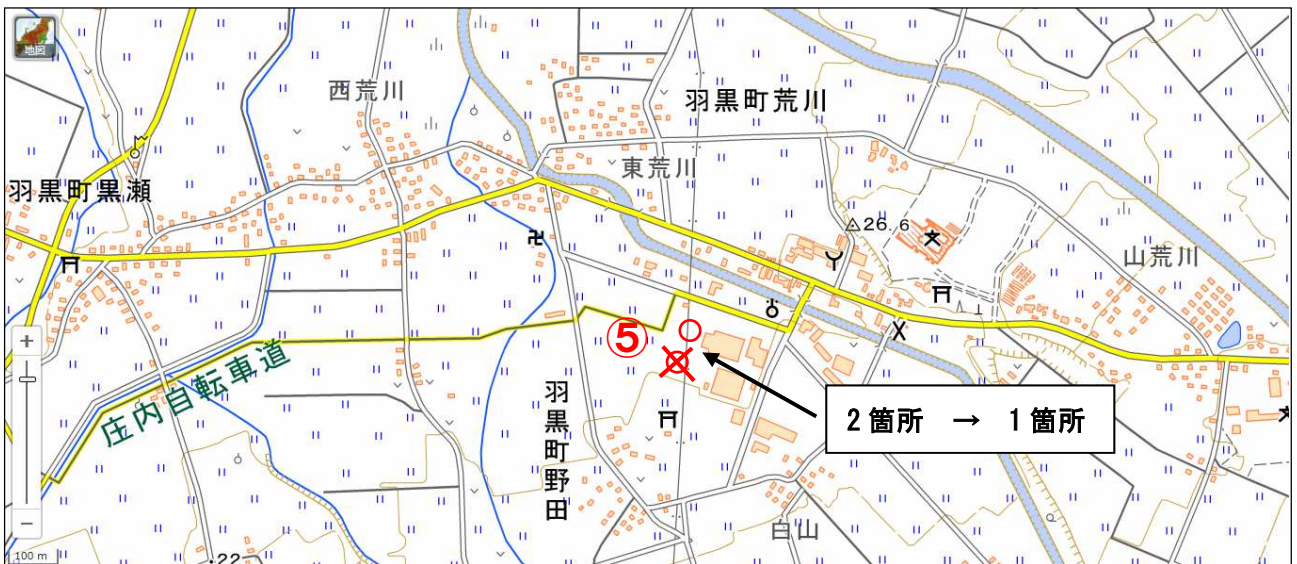 地図
西荒川
羽黒町荒川
東荒川
羽黒町黒瀬
26.6
山荒川
⑤
庄内自転車道
羽黒町野田
2箇所 → 1箇所
白山
+
−
100 m
22